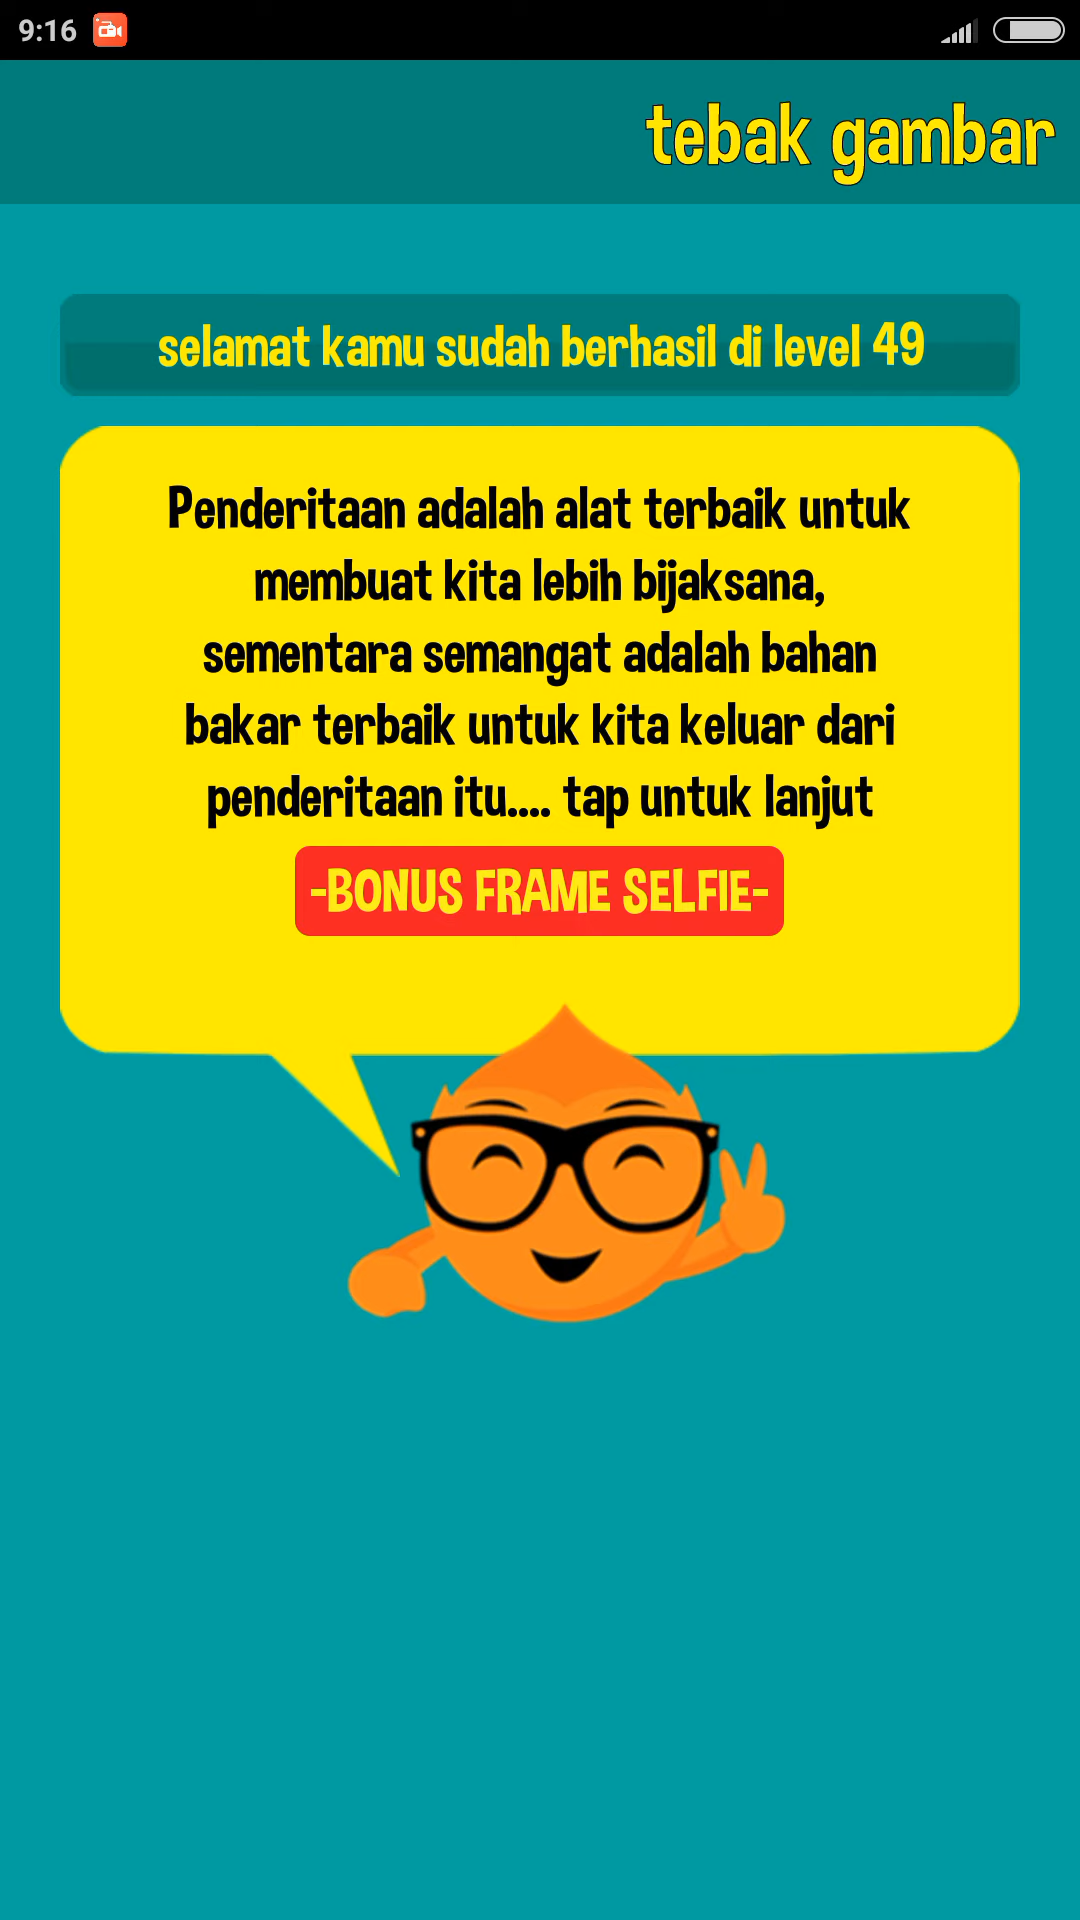 9:16
tebak gambar
selamat kamu sudah berhasil di level 49
Penderitaan adalah alat terbaik untuk
membuat kita lebih bijaksana,
sementara semangat adalah bahan
bakar terbaik untuk kita keluar dari
penderitaan itu.... tap untuk lanjut
-BONUS FRAME SELFIE-